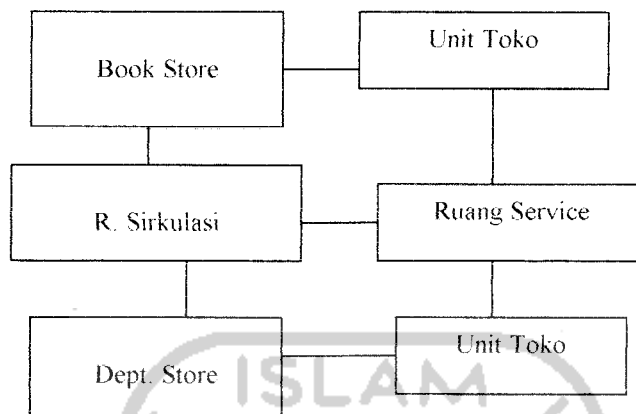 Book Store
Unit Toko
R. Sirkulasi
Ruang Service
Dept. Store
Unit Toko
ISLAM